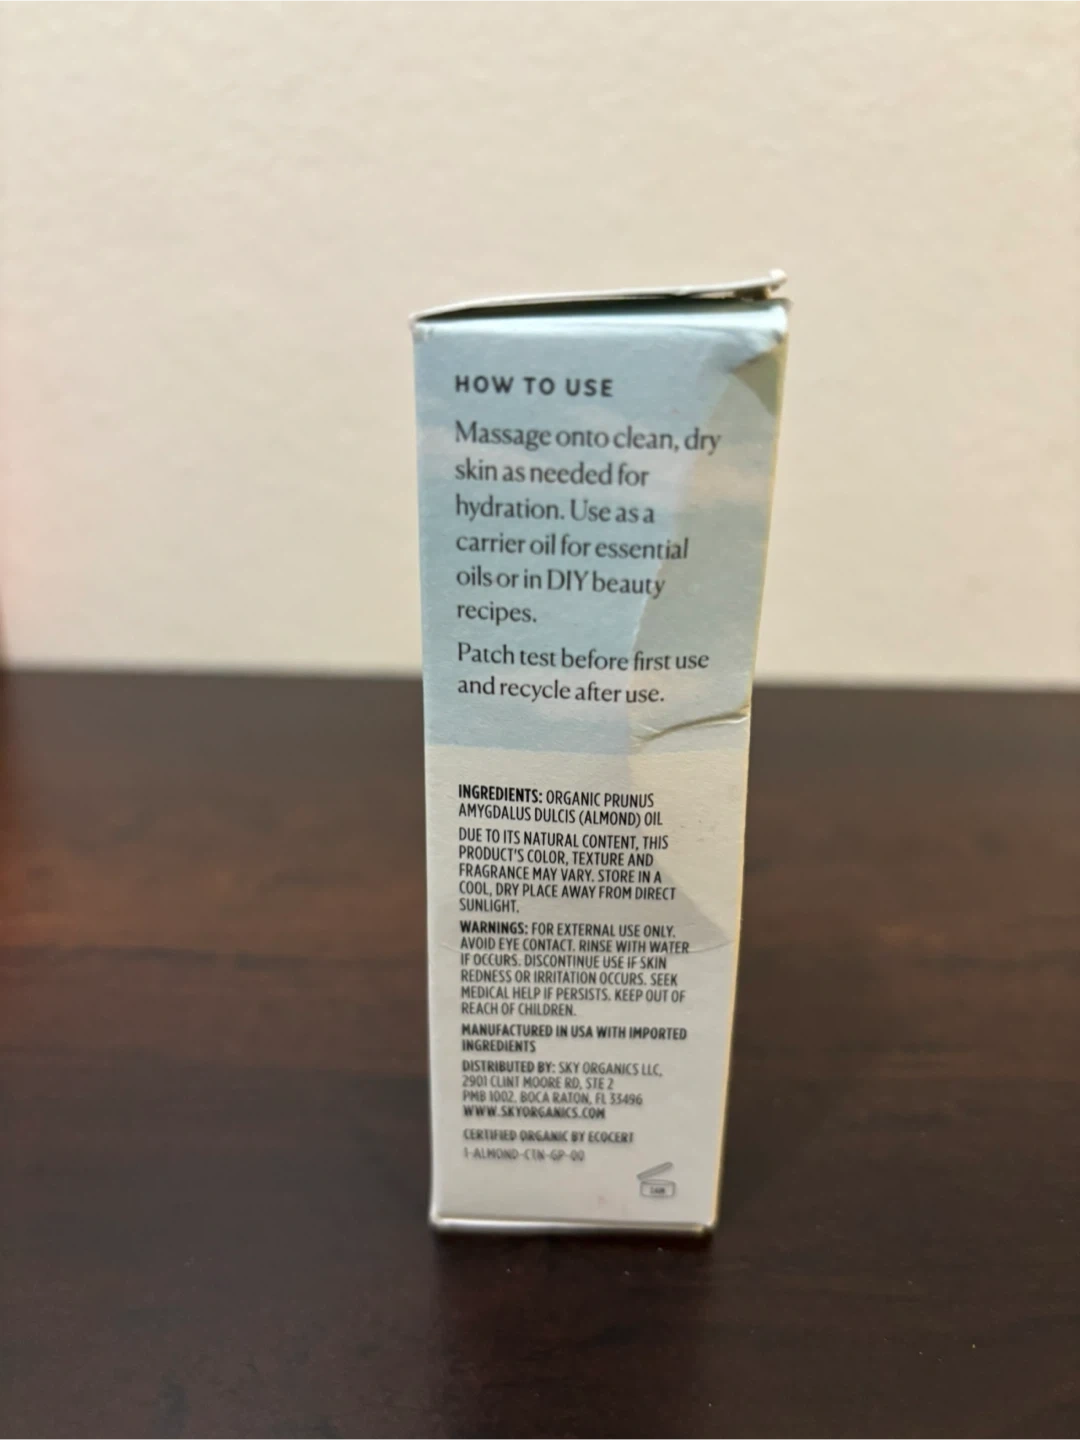 HOW TO USE
Massage onto clean, dry
skin as needed for
hydration. Use as a
carrier oil for essential
oils or in DIY beauty
recipes.
Patch test before first use
and recycle after use.
INGREDIENTS: ORGANIC PRUNUS
AMYGDALUS DULCIS (ALMOND) OIL
DUE TO ITS NATURAL CONTENT, THIS
PRODUCT'S COLOR, TEXTURE AND
FRAGRANCE MAY VARY. STORE IN A
COOL, DRY PLACE AWAY FROM DIRECT
SUNLIGHT.
WARNINGS: FOR EXTERNAL USE ONLY.
AVOID EYE CONTACT. RINSE WITH WATER
IF OCCURS. DISCONTINUE USE IF SKIN
REDNESS OR IRRITATION OCCURS. SEEK
MEDICAL HELP IF PERSISTS. KEEP OUT OF
REACH OF CHILDREN.
MANUFACTURED IN USA WITH IMPORTED
INGREDIENTS
DISTRIBUTED BY: SKY ORGANICS LLC,
2901 CLINT MOORE RD, STE 2
PMB 1002, BOCA RATON, FL 33496
WWW.SKYORGANICS.COM
CERTIFIED ORGANIC BY ECOCERT
1-ALMOND-CTN-GP-00